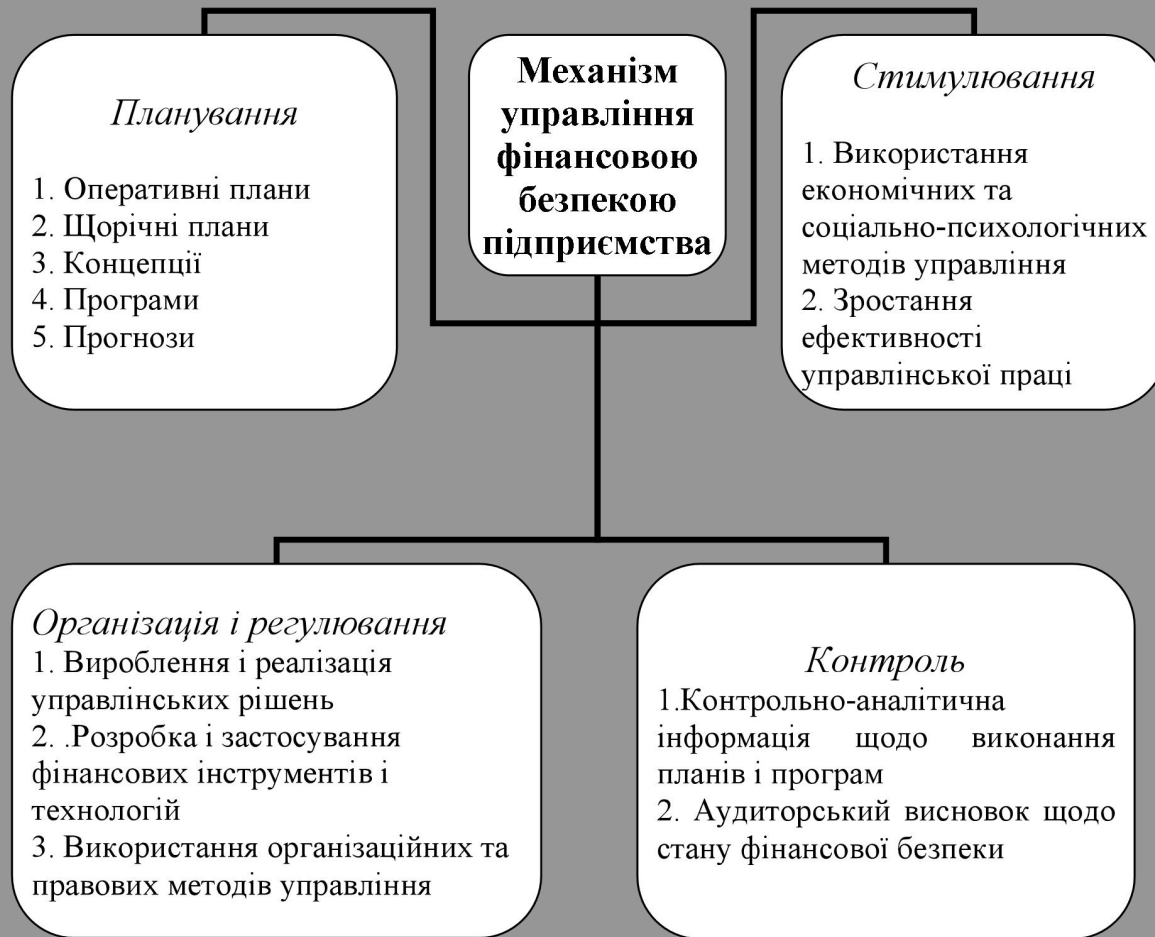 Механізм
управління
фінансовою
безпекою
підприємства
Планування
1. Оперативні плани
2. Щорічні плани
3. Концепції
4. Програми
5. Прогнози
Стимулювання
1. Використання
економічних та
соціально-психологічних
методів управління
2. Зростання
ефективності
управлінської праці
Організація і регулювання
1. Вироблення і реалізація
управлінських рішень
2. .Розробка і застосування
фінансових інструментів і
технологій
3. Використання організаційних та
правових методів управління
Контроль
1.Контрольно-аналітична
інформація щодо виконання
планів і програм
2. Аудиторський висновок щодо
стану фінансової безпеки